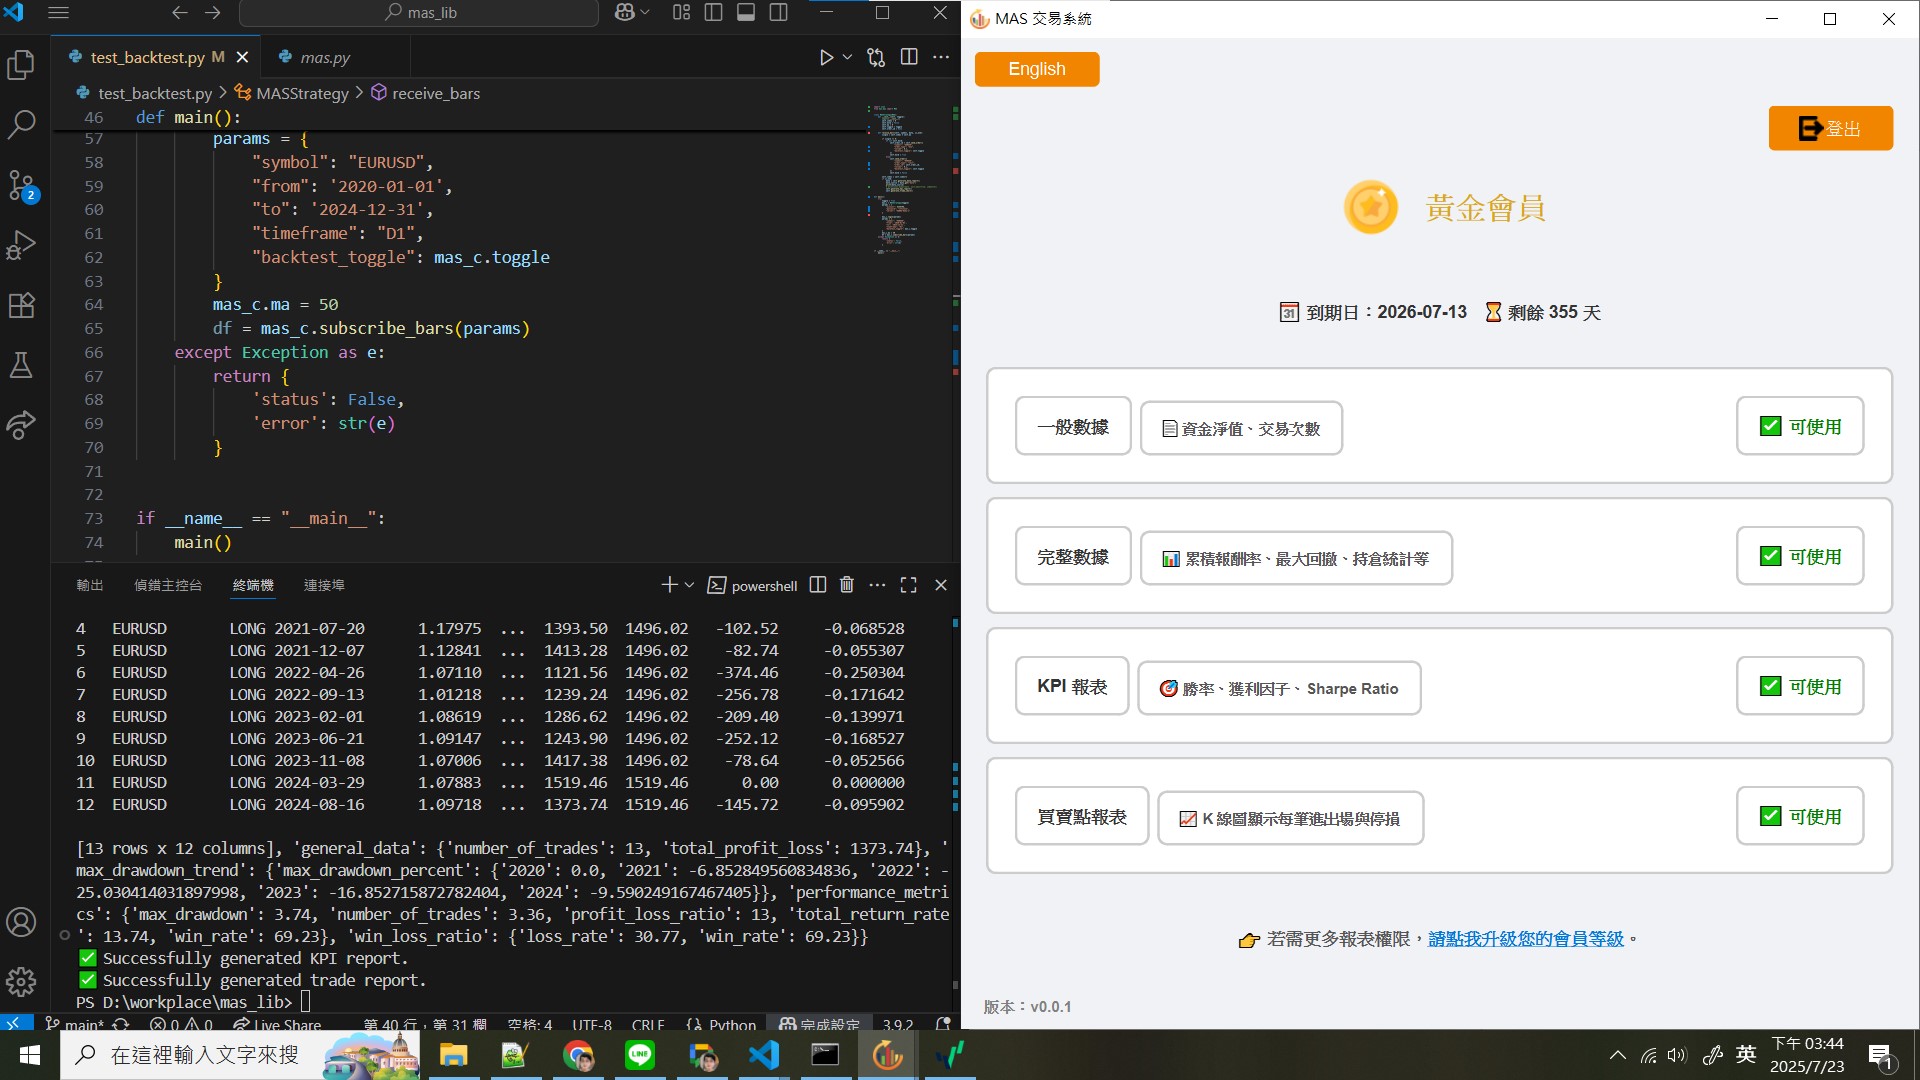 mas_lib
test_backtest.py M
mas.py
test_backtest.py > MASStrategy > receive_bars
46 def main():
57 params = {
58 "symbol": "EURUSD",
59 "from": '2020-01-01',
60 "to": '2024-12-31',
61 "timeframe": "D1",
62 "backtest_toggle": mas_c.toggle
63 }
64 mas_c.ma = 50
65 df = mas_c.subscribe_bars(params)
66 except Exception as e:
67 return {
68 'status': False,
69 'error': str(e)
70 }
71
72
73 if __name__ == "__main__":
74 main()
2
輸出 偵錯主控台 終端機 連接埠
powershell
4 EURUSD LONG 2021-07-20 1.17975 ... 1393.50 1496.02 -102.52 -0.068528
5 EURUSD LONG 2021-12-07 1.12841 ... 1413.28 1496.02 -82.74 -0.055307
6 EURUSD LONG 2022-04-26 1.07110 ... 1121.56 1496.02 -374.46 -0.250304
7 EURUSD LONG 2022-09-13 1.01218 ... 1239.24 1496.02 -256.78 -0.171642
8 EURUSD LONG 2023-02-01 1.08619 ... 1286.62 1496.02 -209.40 -0.139971
9 EURUSD LONG 2023-06-21 1.09147 ... 1243.90 1496.02 -252.12 -0.168527
10 EURUSD LONG 2023-11-08 1.07006 ... 1417.38 1496.02 -78.64 -0.052566
11 EURUSD LONG 2024-03-29 1.07883 ... 1519.46 1519.46 0.00 0.000000
12 EURUSD LONG 2024-08-16 1.09718 ... 1373.74 1519.46 -145.72 -0.095902
[13 rows x 12 columns], 'general_data': {'number_of_trades': 13, 'total_profit_loss': 1373.74}, '
max_drawdown_trend': {'max_drawdown_percent': {'2020': 0.0, '2021': -6.852849560834836, '2022': -
25.030414031897998, '2023': -16.852715872782404, '2024': -9.590249167467405}}, 'performance_metri
cs': {'max_drawdown': 3.74, 'number_of_trades': 3.36, 'profit_loss_ratio': 13, 'total_return_rate
': 13.74, 'win_rate': 69.23}, 'win_loss_ratio': {'loss_rate': 30.77, 'win_rate': 69.23}}
✅ Successfully generated KPI report.
✅ Successfully generated trade report.
PS D:\workplace\mas_lib>
main* 0 0 Live Share 第 40 行，第 31 欄 空格: 4 UTF-8 CRLF {} Python 完成設定 3.9.2
MAS 交易系統
English
登出
黃金會員
到期日：2026-07-13 ⏳ 剩餘 355 天
一般數據 資金淨值、交易次數 ✅ 可使用
完整數據 累積報酬率、最大回撤、持倉統計等 ✅ 可使用
KPI 報表 勝率、獲利因子、Sharpe Ratio ✅ 可使用
買賣點報表 K 線圖顯示每筆進出場與停損 ✅ 可使用
👉 若需更多報表權限，請點我升級您的會員等級。
版本：v0.0.1
在這裡輸入文字來搜
LINE
英
下午 03:44
2025/7/23
1